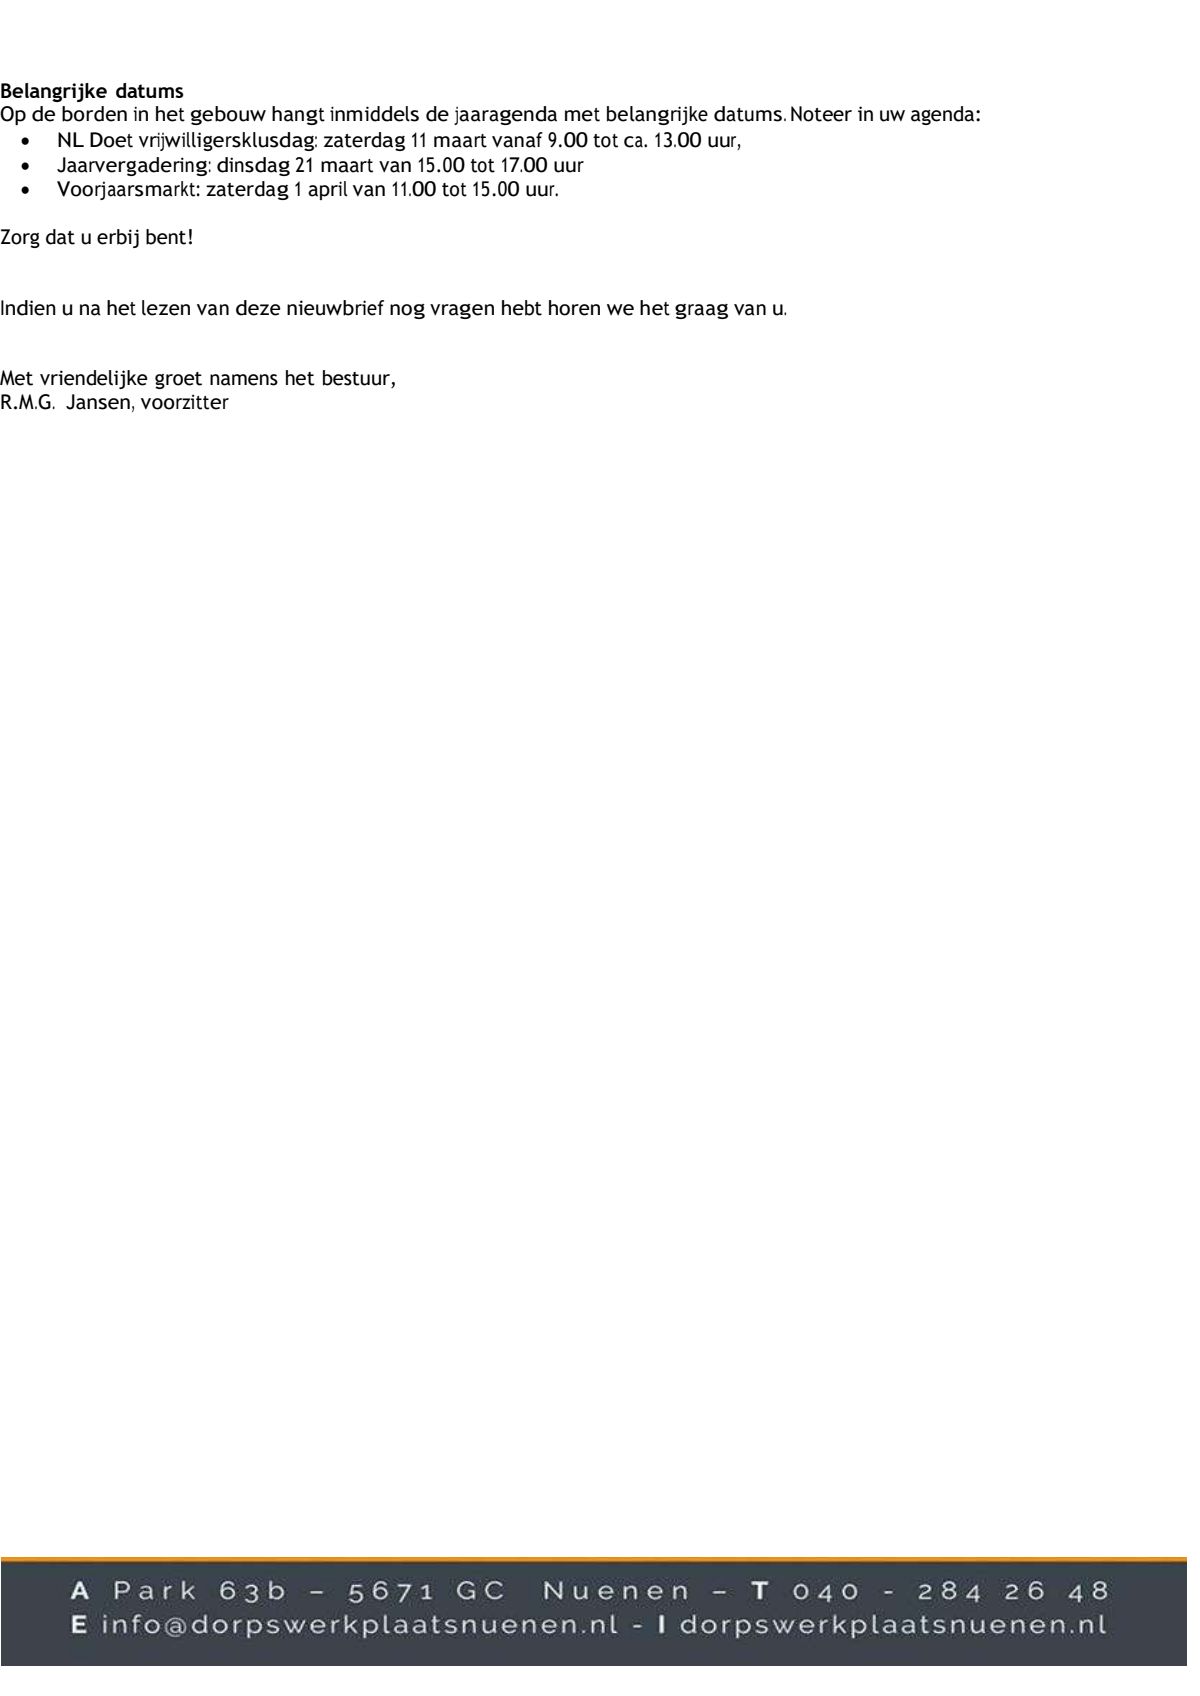 Belangrijke datums
Op de borden in het gebouw hangt inmiddels de jaaragenda met belangrijke datums. Noteer in uw agenda:
• NL Doet vrijwilligersklusdag: zaterdag 11 maart vanaf 9.00 tot ca. 13.00 uur,
• Jaarvergadering: dinsdag 21 maart van 15.00 tot 17.00 uur
• Voorjaarsmarkt: zaterdag 1 april van 11.00 tot 15.00 uur.
Zorg dat u erbij bent!
Indien u na het lezen van deze nieuwbrief nog vragen hebt horen we het graag van u.
Met vriendelijke groet namens het bestuur,
R.M.G. Jansen, voorzitter
A Park 63b – 5671 GC Nuenen – T 040 - 284 26 48
E info@dorpswerkplaatsnuenen.nl - I dorpswerkplaatsnuenen.nl